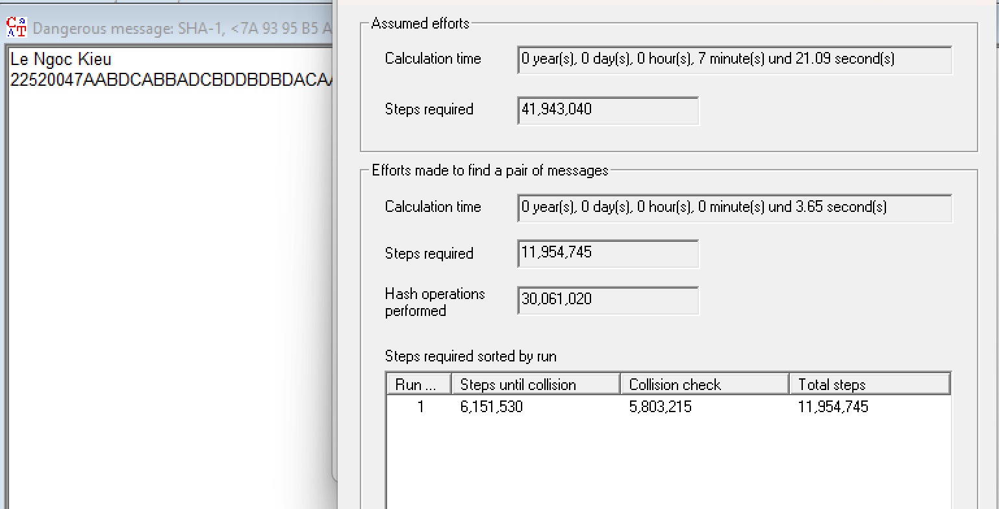 Dangerous message: SHA-1, <7A 93 95 B5 A
Le Ngoc Kieu
22520047AABDCABBADCBDDBDBDACAA
Assumed efforts
Calculation time 0 year(s), 0 day(s), 0 hour(s), 7 minute(s) und 21.09 second(s)
Steps required 41,943,040
Efforts made to find a pair of messages
Calculation time 0 year(s), 0 day(s), 0 hour(s), 0 minute(s) und 3.65 second(s)
Steps required 11,954,745
Hash operations
performed 30,061,020
Steps required sorted by run
Run ... Steps until collision Collision check Total steps
1 6,151,530 5,803,215 11,954,745